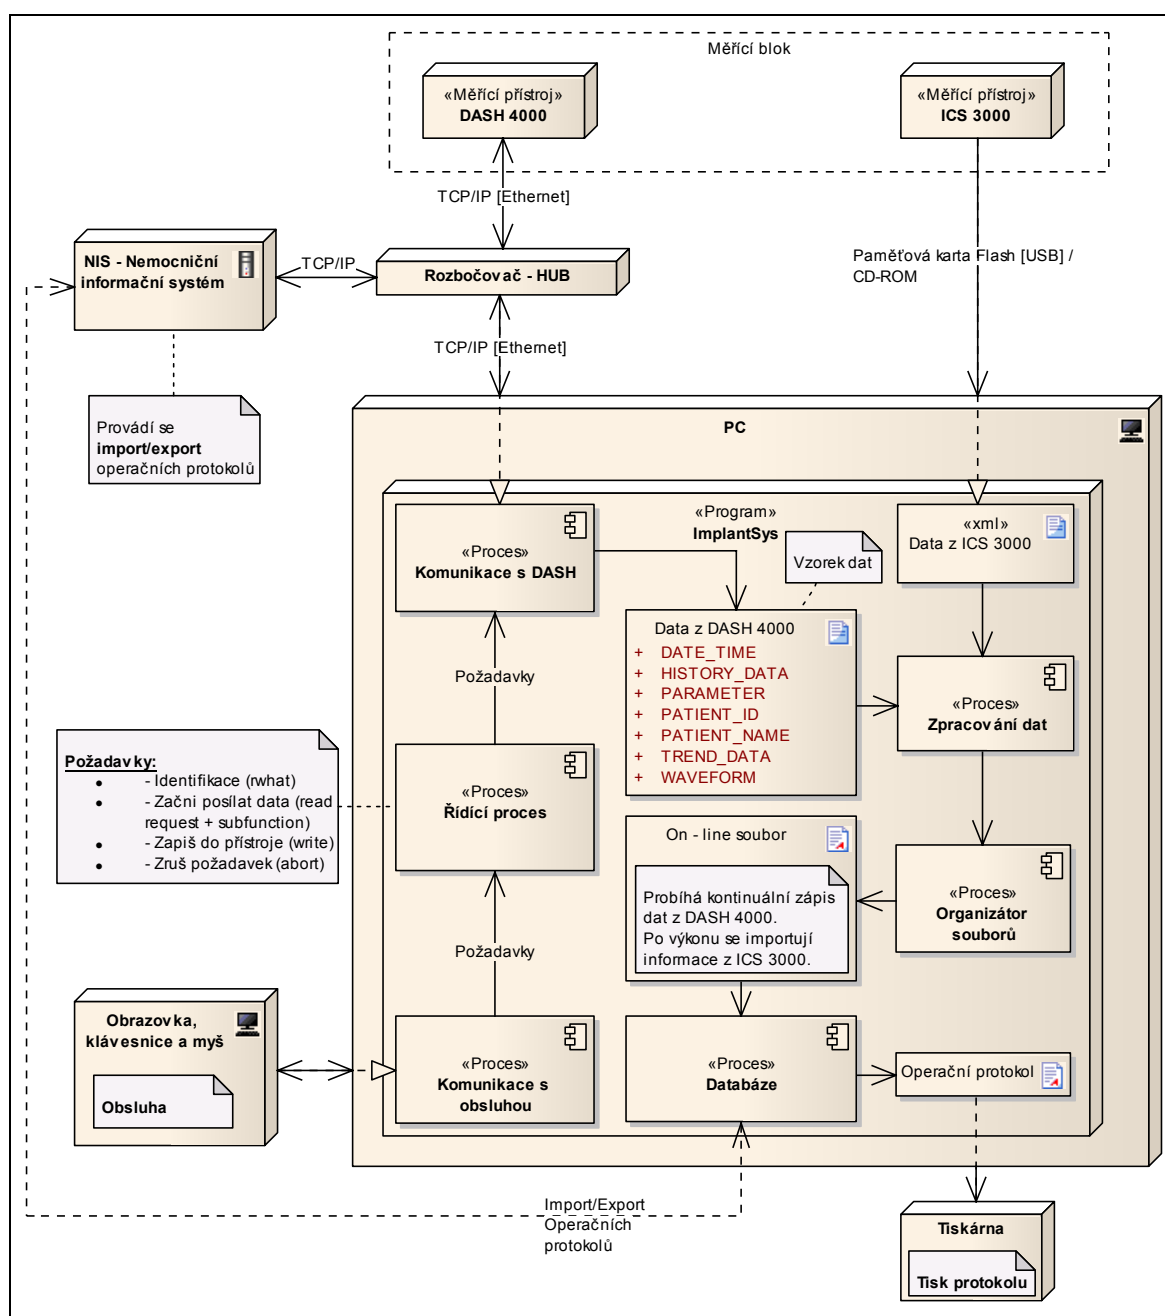 Měřící blok
«Měřící přístroj»
DASH 4000
«Měřící přístroj»
ICS 3000
TCP/IP [Ethernet]
NIS - Nemocniční
informační systém
TCP/IP
Rozbočovač - HUB
Paměťová karta Flash [USB] /
CD-ROM
TCP/IP [Ethernet]
Provádí se
import/export
operačních protokolů
PC
«Program»
ImplantSys
«Proces»
Komunikace s DASH
Vzorek dat
«xml»
Data z ICS 3000
Data z DASH 4000
+ DATE_TIME
+ HISTORY_DATA
+ PARAMETER
+ PATIENT_ID
+ PATIENT_NAME
+ TREND_DATA
+ WAVEFORM
Požadavky
«Proces»
Zpracování dat
Požadavky:
• - Identifikace (rwhat)
• - Začni posílat data (read
request + subfunction)
• - Zapiš do přístroje (write)
• - Zruš požadavek (abort)
«Proces»
Řídící proces
On - line soubor
Probíhá kontinuální zápis
dat z DASH 4000.
Po výkonu se importují
informace z ICS 3000.
«Proces»
Organizátor
souborů
Požadavky
Obrazovka,
klávesnice a myš
Obsluha
«Proces»
Komunikace s
obsluhou
«Proces»
Databáze
Operační protokol
Import/Export
Operačních
protokolů
Tiskárna
Tisk protokolu